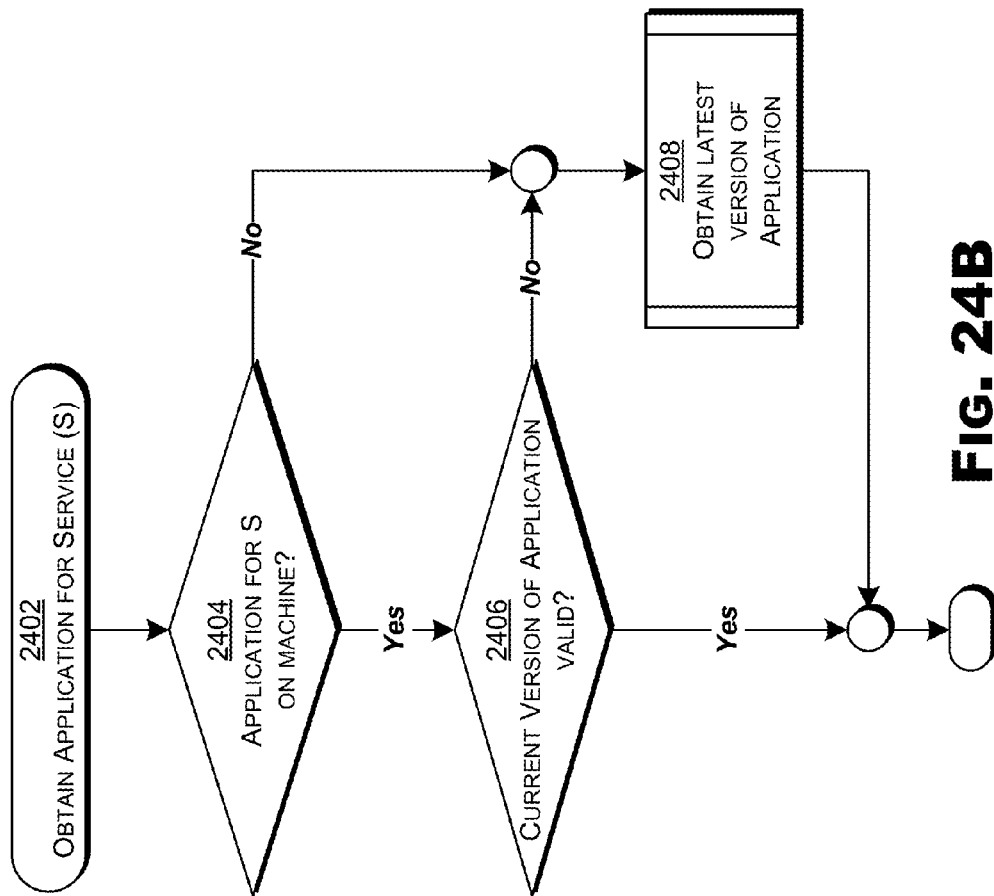 2402
OBTAIN APPLICATION FOR SERVICE (S)
2404
APPLICATION FOR S
ON MACHINE?
No
Yes
2406
CURRENT VERSION OF APPLICATION
VALID?
No
Yes
2408
OBTAIN LATEST
VERSION OF
APPLICATION
FIG. 24B